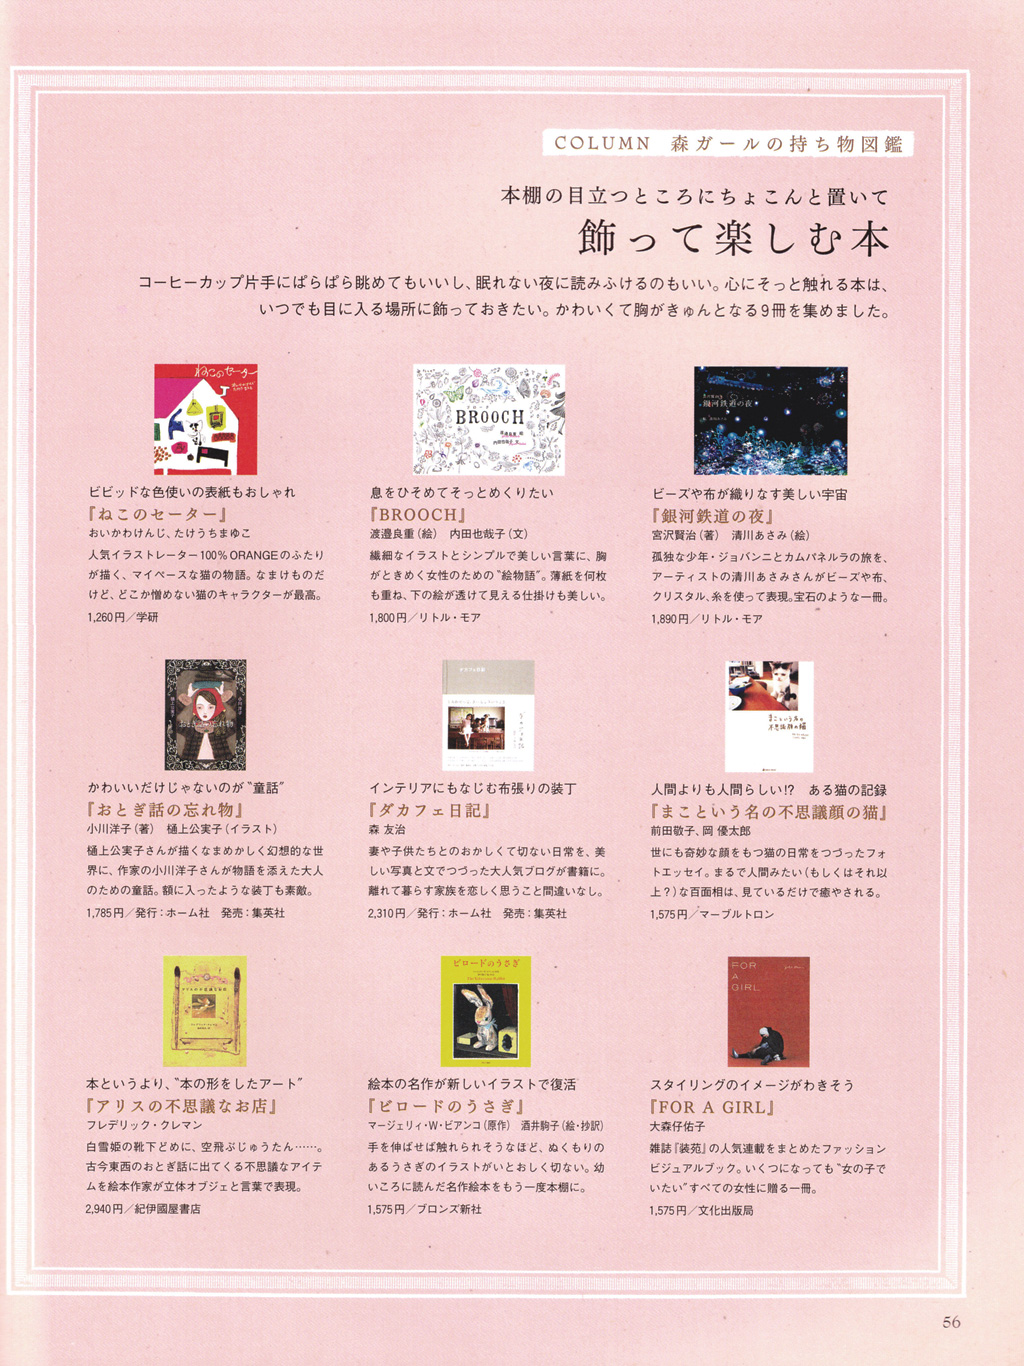 COLUMN 森ガールの持ち物図鑑
本棚の目立つところにちょこんと置いて
飾って楽しむ本
コーヒーカップ片手にぱらぱら眺めてもいいし、眠れない夜に読みふけるのもいい。心にそっと触れる本は、
いつでも目に入る場所に飾っておきたい。かわいくて胸がきゅんとなる9冊を集めました。
ねこのセーター
ビビッドな色使いの表紙もおしゃれ
『ねこのセーター』
おいかわけんじ、たけうちまゆこ
人気イラストレーター100% ORANGEのふたり
が描く、マイペースな猫の物語。なまけものだ
けど、どこか憎めない猫のキャラクターが最高。
1,260円／学研
BROOCH
渡邉良重 絵
内田也哉子 文
息をひそめてそっとめくりたい
『BROOCH』
渡邉良重（絵） 内田也哉子（文）
繊細なイラストとシンプルで美しい言葉に、胸
がときめく女性のための“絵物語”。薄紙を何枚
も重ね、下の絵が透けて見える仕掛けも美しい。
1,800円／リトル・モア
銀河鉄道の夜
ビーズや布が織りなす美しい宇宙
『銀河鉄道の夜』
宮沢賢治（著） 清川あさみ（絵）
孤独な少年・ジョバンニとカムパネルラの旅を、
アーティストの清川あさみさんがビーズや布、
クリスタル、糸を使って表現。宝石のような一冊。
1,890円／リトル・モア
おとぎ話の忘れ物
かわいいだけじゃないのが“童話”
『おとぎ話の忘れ物』
小川洋子（著） 樋上公実子（イラスト）
樋上公実子さんが描くなまめかしく幻想的な世
界に、作家の小川洋子さんが物語を添えた大人
のための童話。額に入ったような装丁も素敵。
1,785円／発行：ホーム社 発売：集英社
ダカフェ日記
インテリアにもなじむ布張りの装丁
『ダカフェ日記』
森 友治
妻や子供たちとのおかしくて切ない日常を、美
しい写真と文でつづった大人気ブログが書籍に。
離れて暮らす家族を恋しく思うこと間違いなし。
2,310円／発行：ホーム社 発売：集英社
まこという名の
不思議顔の猫
人間よりも人間らしい!? ある猫の記録
『まこという名の不思議顔の猫』
前田敬子、岡 優太郎
世にも奇妙な顔をもつ猫の日常をつづったフォ
トエッセイ。まるで人間みたい（もしくはそれ以
上？）な百面相は、見ているだけで癒やされる。
1,575円／マーブルトロン
アリスの不思議なお店
本というより、“本の形をしたアート”
『アリスの不思議なお店』
フレデリック・クレマン
白雪姫の靴下どめに、空飛ぶじゅうたん……。
古今東西のおとぎ話に出てくる不思議なアイテ
ムを絵本作家が立体オブジェと言葉で表現。
2,940円／紀伊國屋書店
ビロードのうさぎ
絵本の名作が新しいイラストで復活
『ビロードのうさぎ』
マージェリィ・W・ビアンコ（原作） 酒井駒子（絵・抄訳）
手を伸ばせば触れられそうなほど、ぬくもりの
あるうさぎのイラストがいとおしく切ない。幼
いころに読んだ名作絵本をもう一度本棚に。
1,575円／ブロンズ新社
FOR
A
GIRL
スタイリングのイメージがわきそう
『FOR A GIRL』
大森伃佑子
雑誌『装苑』の人気連載をまとめたファッション
ビジュアルブック。いくつになっても“女の子で
いたい”すべての女性に贈る一冊。
1,575円／文化出版局
56